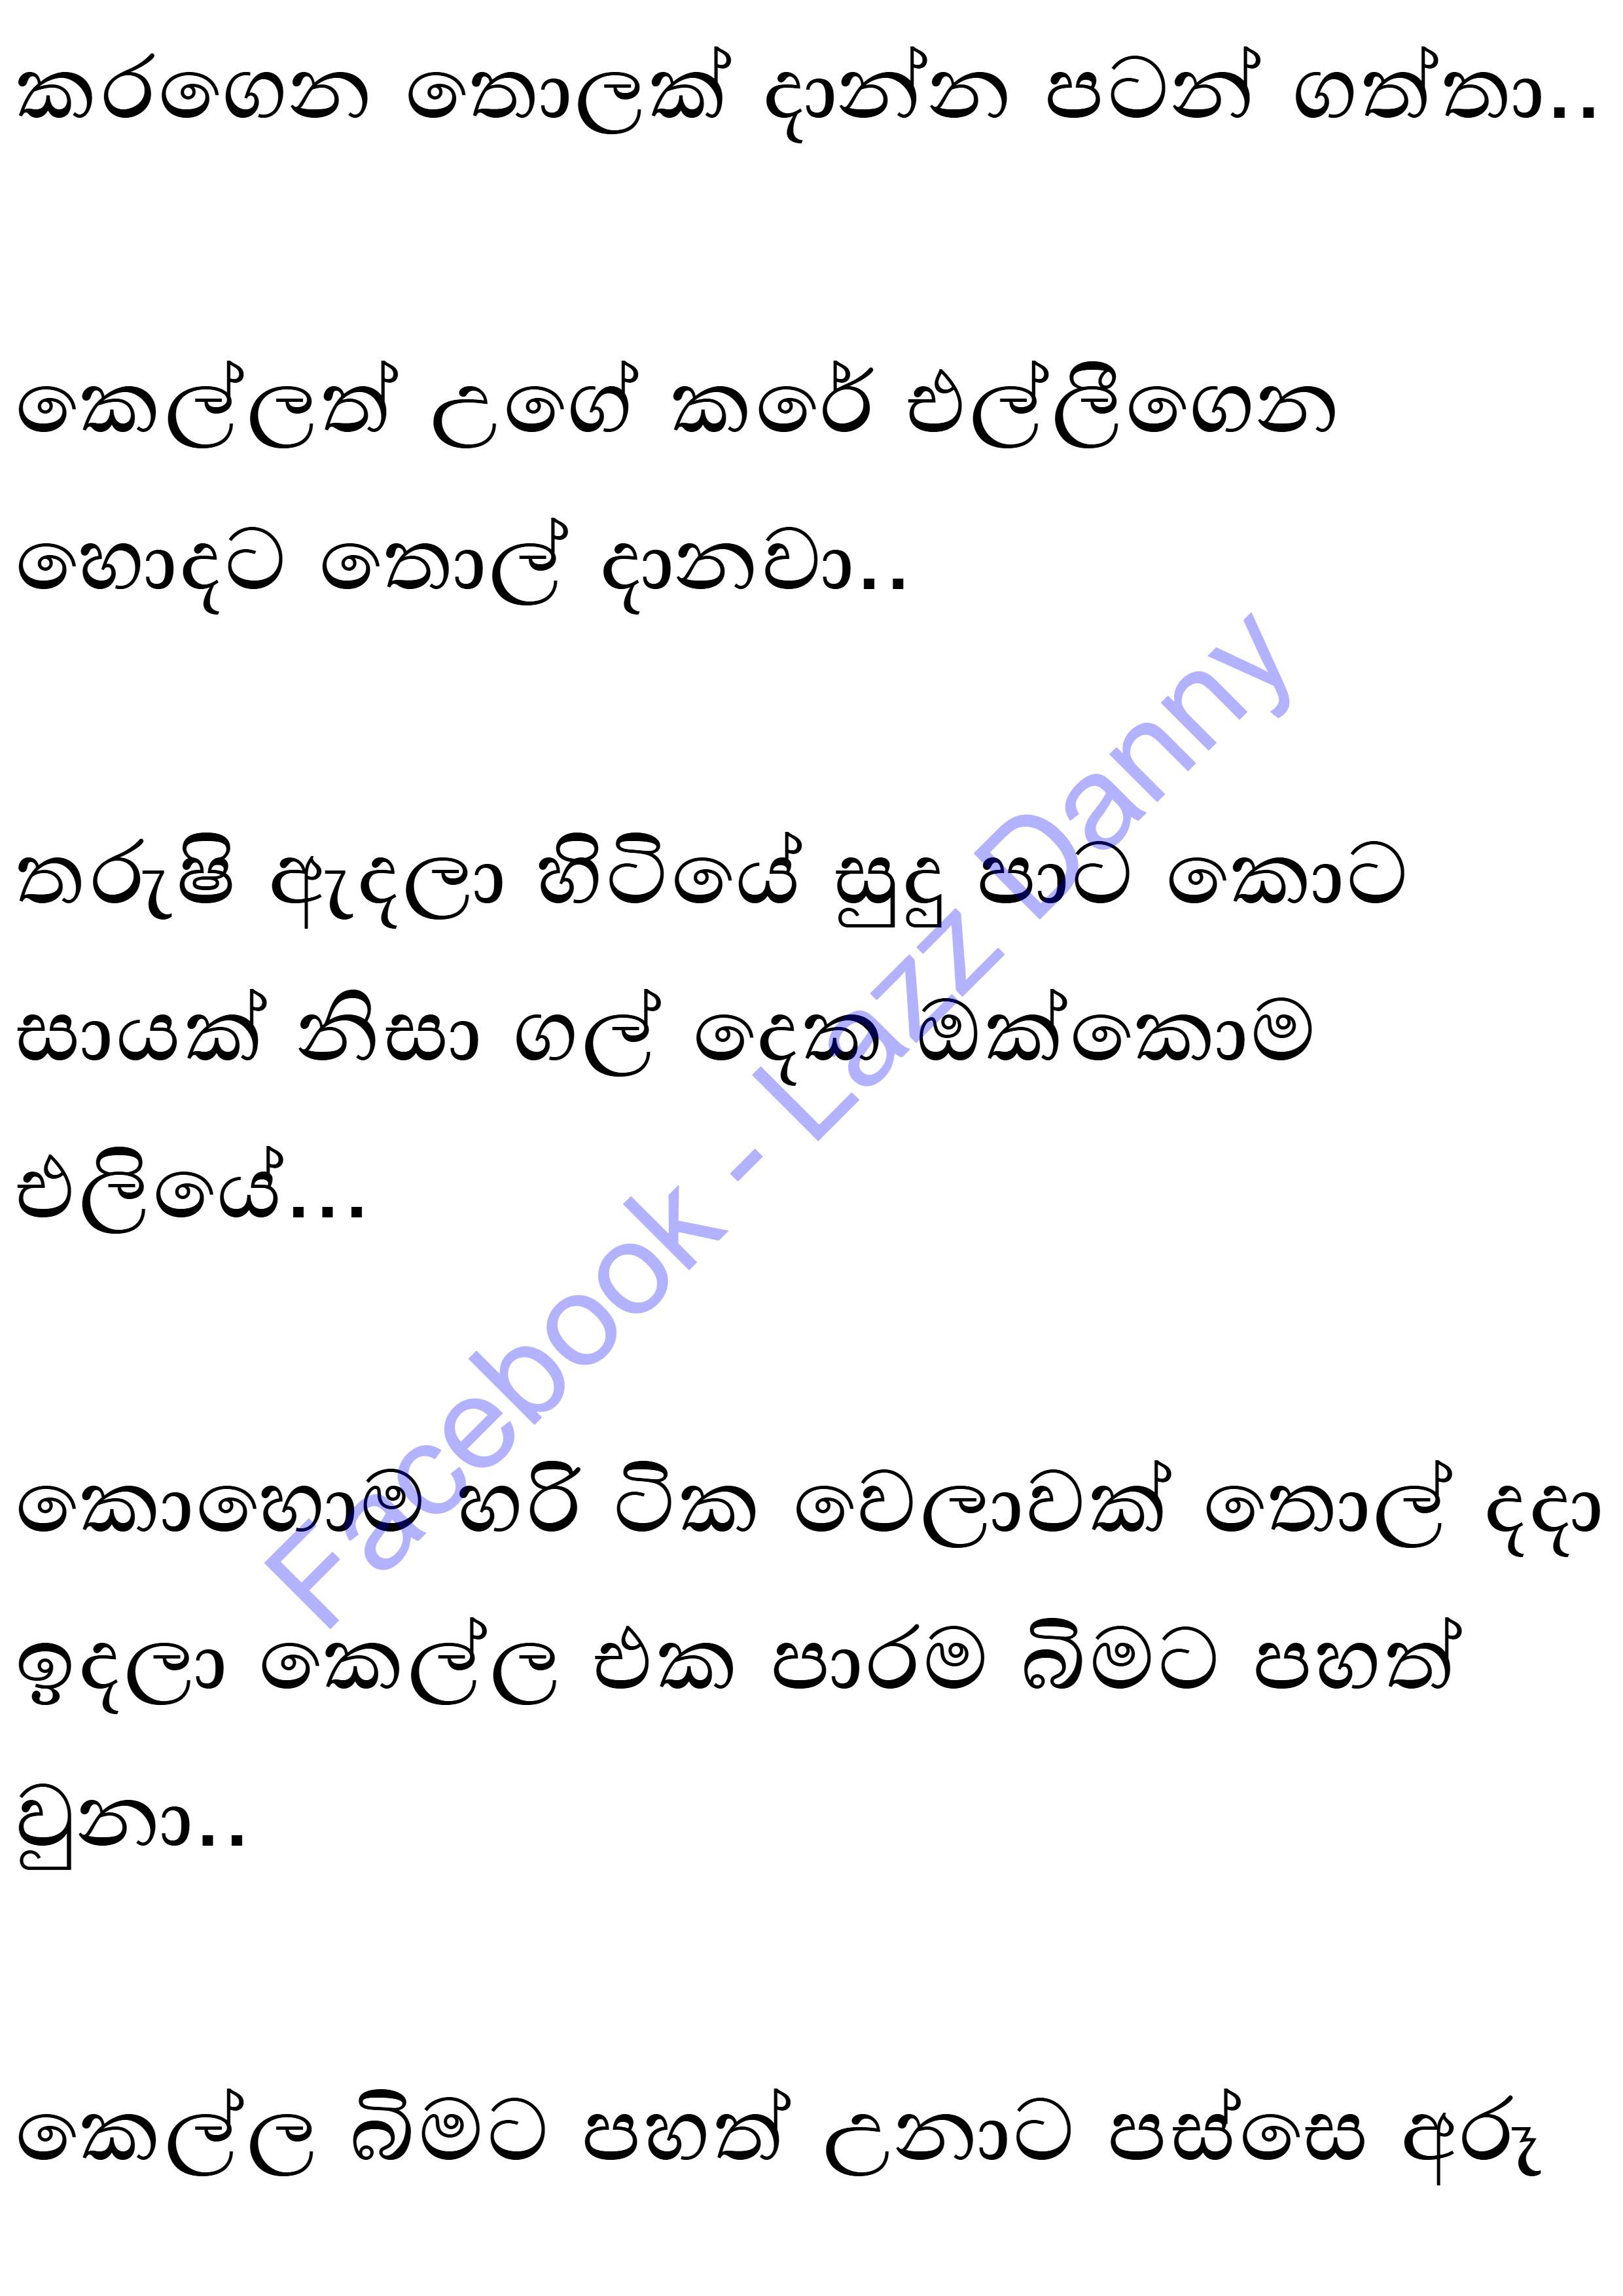 කරගෙන තොලක් දාන්න පටන් ගත්තා..
කෙල්ලත් උගේ කරේ එල්ලීගෙන
හොදට තොල් දානවා..
තරුෂි ඇදලා හිටියේ සුදු පාට කොට
සායක් නිසා ගල් දෙක ඔක්කොම
එලියේ...
කොහොම හරි ටික වෙලාවක් තොල් දදා
ඉදලා කෙල්ල එක පාරම බිමට පහත්
වුනා..
කෙල්ල බිමට පහත් උනාට පස්සෙ අරූ
Facebook - Lazz Danny